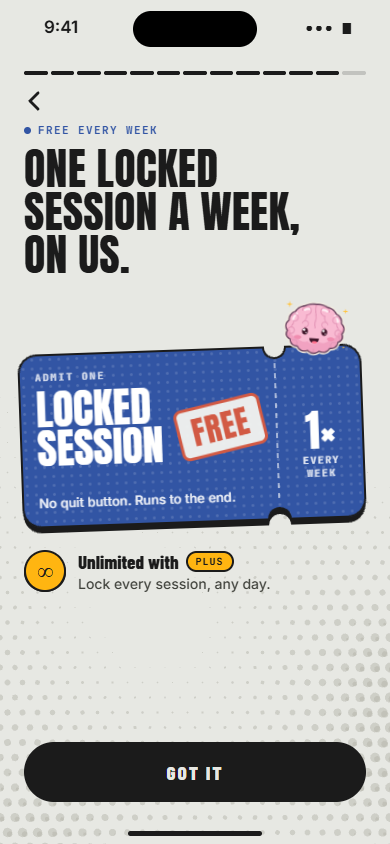 9:41
FREE EVERY WEEK
ONE LOCKED
SESSION A WEEK,
ON US.
ADMIT ONE
LOCKED
SESSION
FREE
1×
EVERY
WEEK
No quit button. Runs to the end.
∞
Unlimited with PLUS
Lock every session, any day.
GOT IT